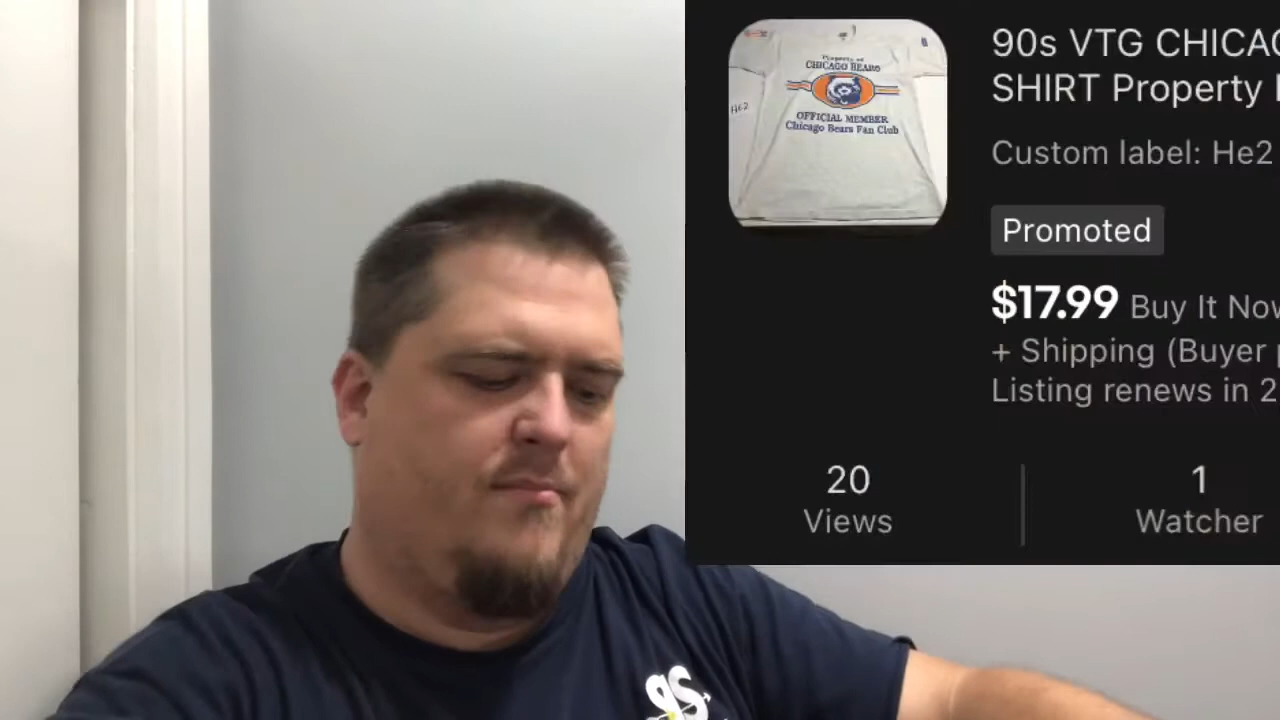 Property of
CHICAGO BEARS
OFFICIAL MEMBER
Chicago Bears Fan Club
He2
90s VTG CHICAG
SHIRT Property
Custom label: He2
Promoted
$17.99 Buy It Now
+ Shipping (Buyer
Listing renews in 2
20
Views
1
Watcher
gS